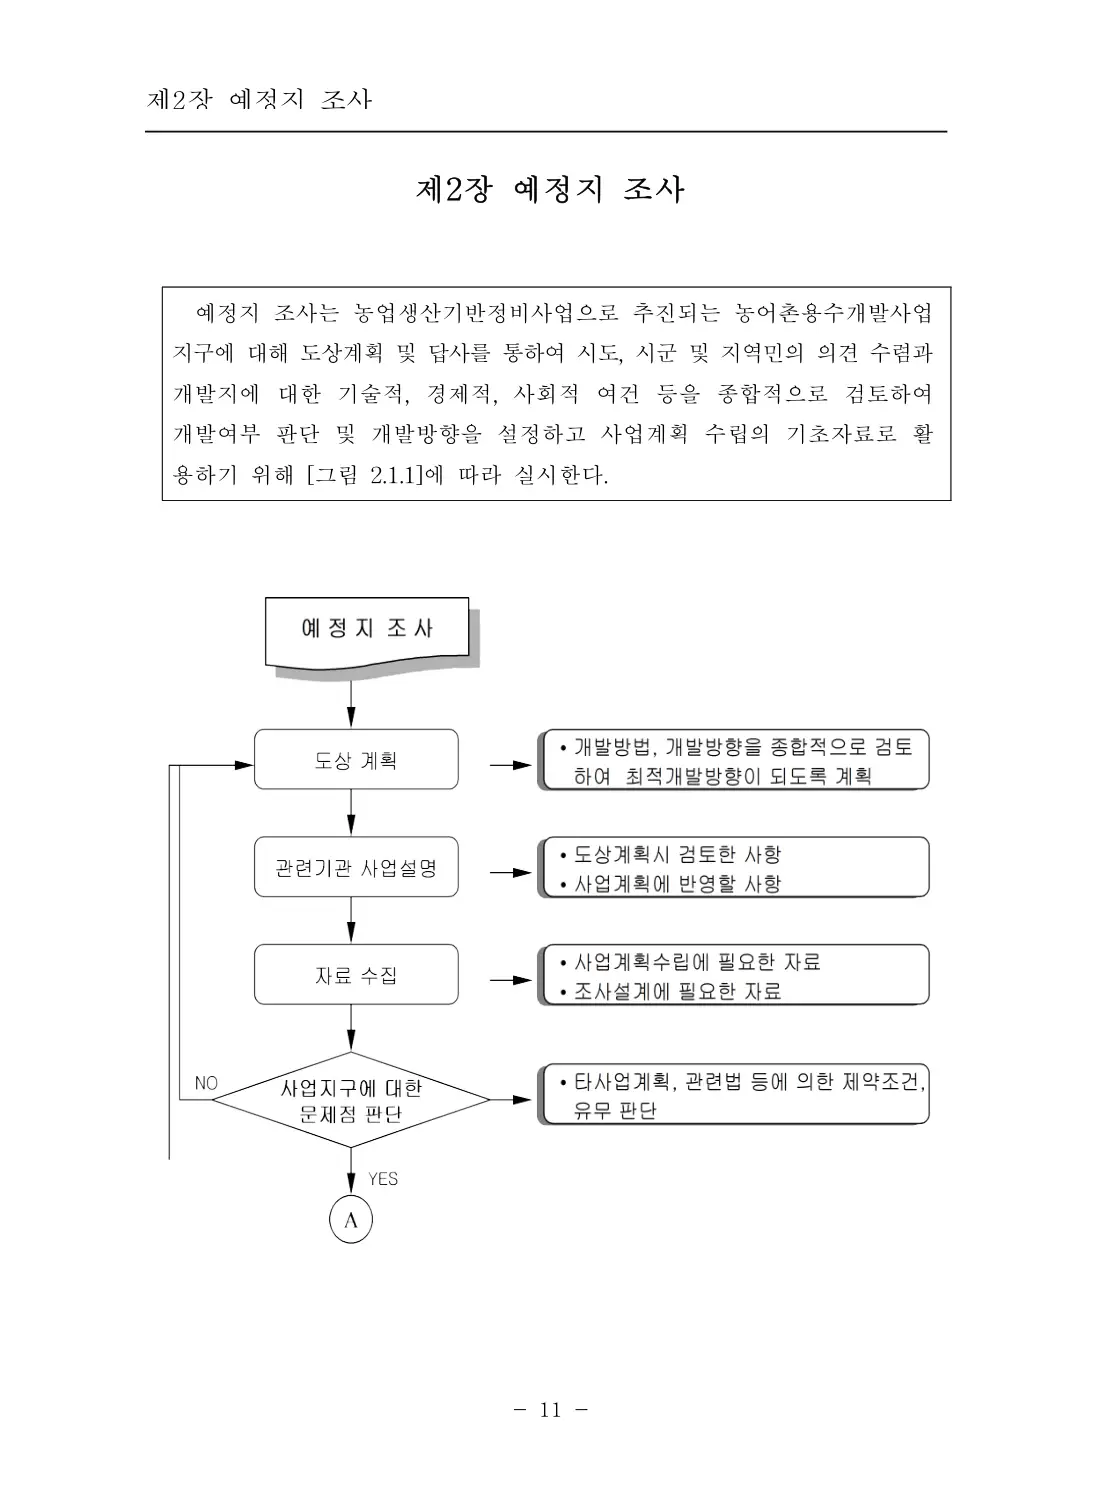 제2장 예정지 조사
제2장 예정지 조사
예정지 조사는 농업생산기반정비사업으로 추진되는 농어촌용수개발사업
지구에 대해 도상계획 및 답사를 통하여 시도, 시군 및 지역민의 의견 수렴과
개발지에 대한 기술적, 경제적, 사회적 여건 등을 종합적으로 검토하여
개발여부 판단 및 개발방향을 설정하고 사업계획 수립의 기초자료로 활
용하기 위해 [그림 2.1.1]에 따라 실시한다.
예 정 지 조 사
도상 계획
• 개발방법, 개발방향을 종합적으로 검토
하여 최적개발방향이 되도록 계획
관련기관 사업설명
• 도상계획시 검토한 사항
• 사업계획에 반영할 사항
자료 수집
• 사업계획수립에 필요한 자료
• 조사설계에 필요한 자료
NO
사업지구에 대한
문제점 판단
• 타사업계획, 관련법 등에 의한 제약조건,
유무 판단
YES
A
- 11 -